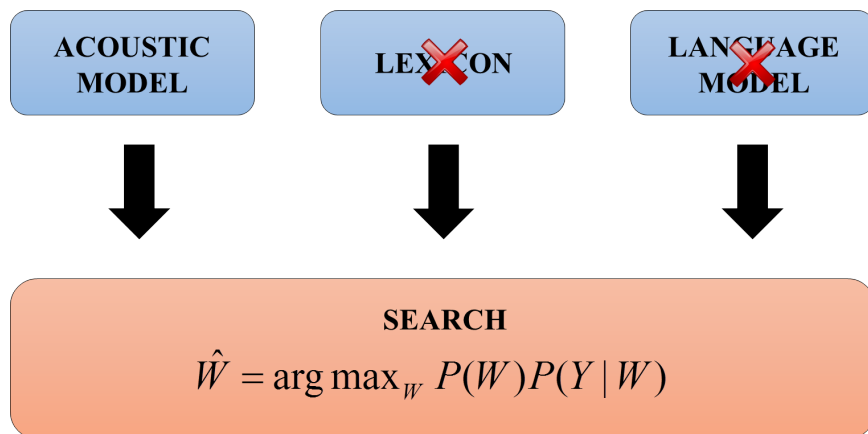 ACOUSTIC
MODEL
LEXICON
LANGUAGE
MODEL
SEARCH
Ŵ = arg max_W P(W)P(Y | W)